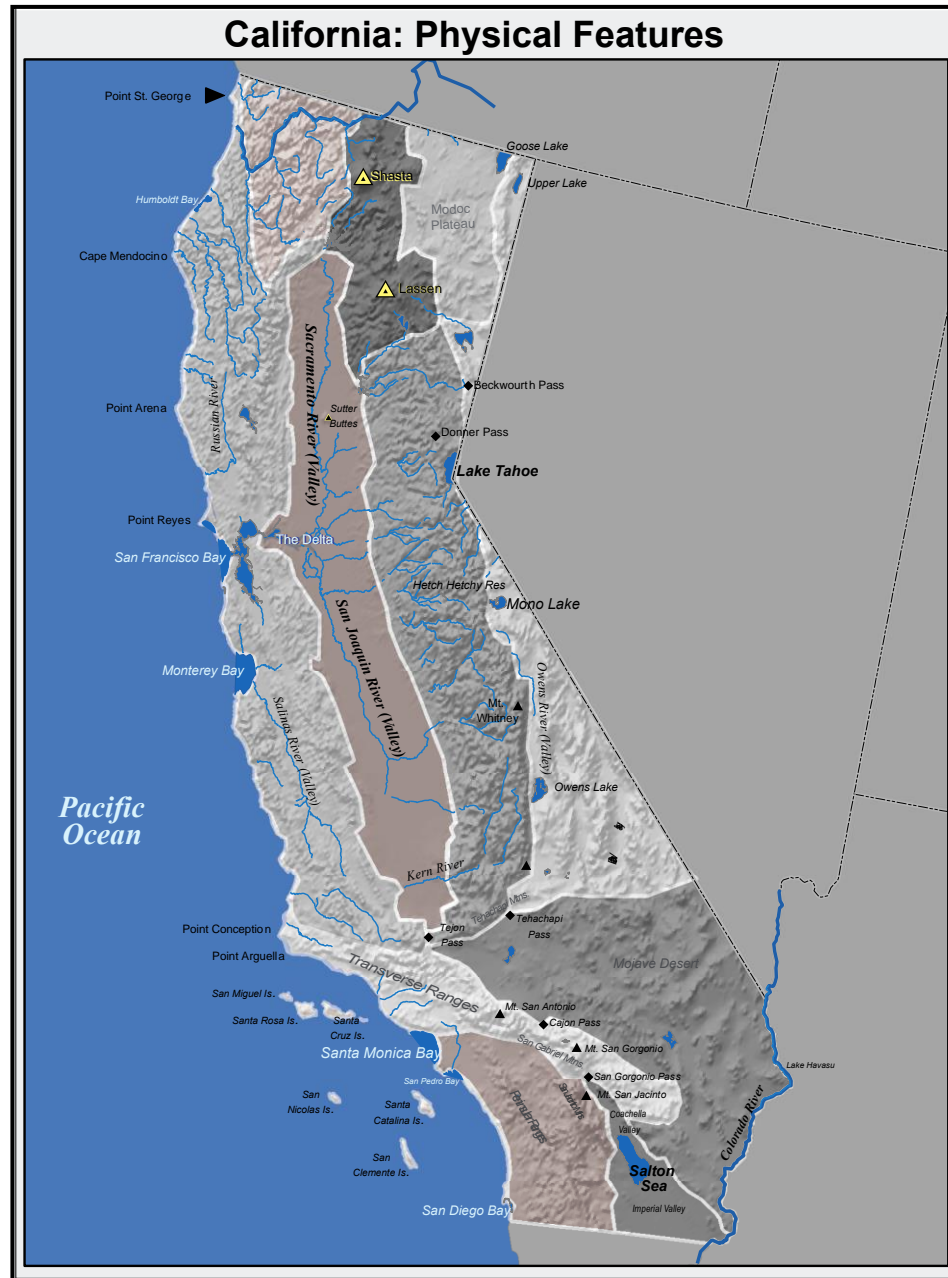 California: Physical Features
Point St. George
Goose Lake
Shasta
Upper Lake
Humboldt Bay
Modoc
Plateau
Cape Mendocino
Lassen
Sacramento River (Valley)
Beckwourth Pass
Russian River
Point Arena
Sutter
Buttes
Donner Pass
Lake Tahoe
Point Reyes
The Delta
San Francisco Bay
Hetch Hetchy Res
Mono Lake
San Joaquin River (Valley)
Monterey Bay
Owens River (Valley)
Salinas River (Valley)
Mt.
Whitney
Owens Lake
Pacific
Ocean
Kern River
Tehachapi Mtns.
Tehachapi
Pass
Point Conception
Tejon
Pass
Point Arguella
Transverse Ranges
Mojave Desert
San Miguel Is.
Santa Rosa Is.
Santa
Cruz Is.
Mt. San Antonio
Cajon Pass
Santa Monica Bay
San Gabriel Mtns.
Mt. San Gorgonio
Lake Havasu
San Pedro Bay
San Gorgonio Pass
San
Nicolas Is.
Santa
Catalina Is.
Peninsular Ranges
Mt. San Jacinto
Coachella
Valley
Colorado River
San
Clemente Is.
Salton
Sea
San Diego Bay
Imperial Valley